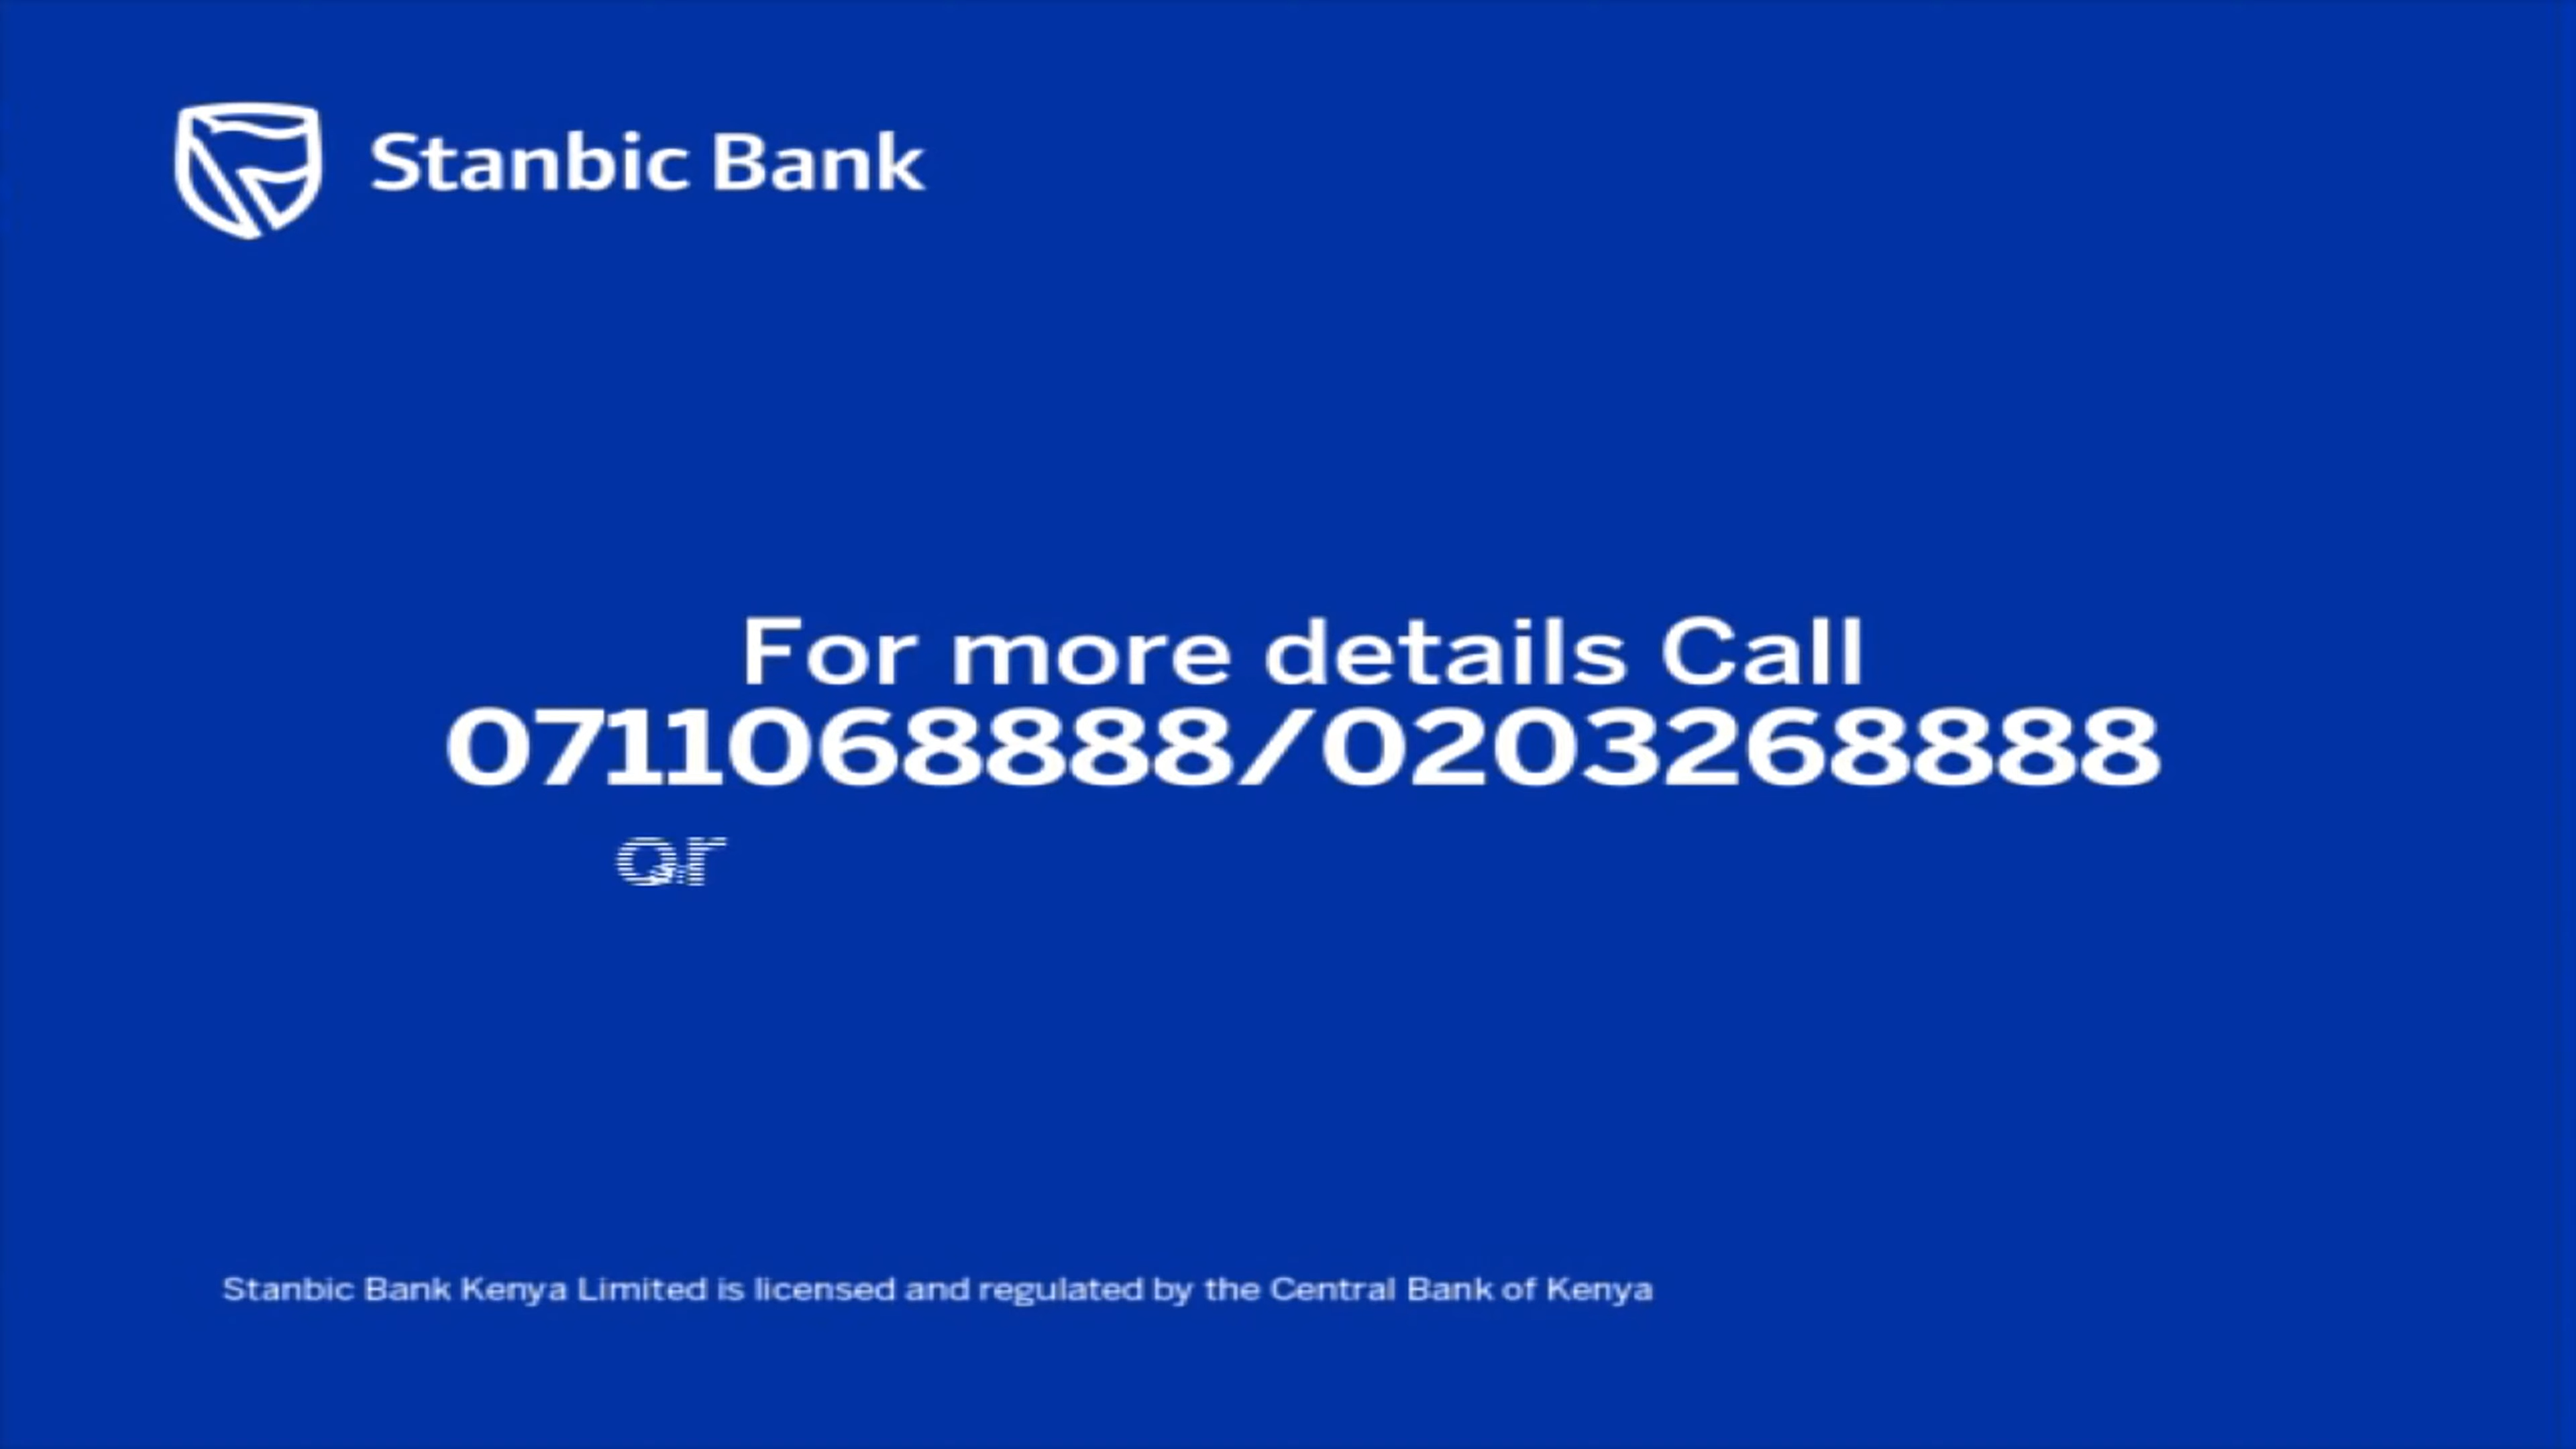 Stanbic Bank
For more details Call
0711068888/0203268888
or
Stanbic Bank Kenya Limited is licensed and regulated by the Central Bank of Kenya